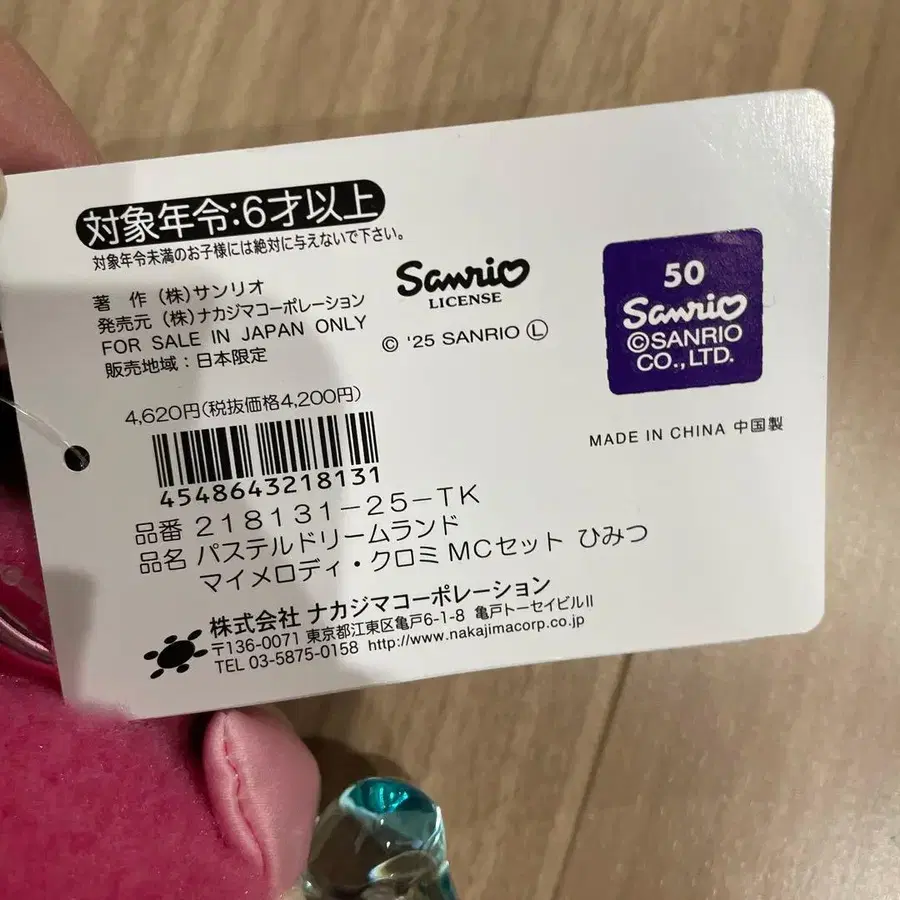 対象年令:6才以上
対象年令未満のお子様には絶対に与えないで下さい。
著 作 (株)サンリオ
発売元 (株)ナカジマコーポレーション
FOR SALE IN JAPAN ONLY
販売地域:日本限定
Sanrio
LICENSE
© '25 SANRIO Ⓛ
50
Sanrio
©SANRIO
CO.,LTD.
MADE IN CHINA 中国製
4,620円(税抜価格4,200円)
4548643218131
品番 218131-25-TK
品名 パステルドリームランド
マイメロディ・クロミMCセット ひみつ
株式会社 ナカジマコーポレーション
〒136-0071 東京都江東区亀戸6-1-8 亀戸トーセイビルⅡ
TEL 03-5875-0158 http://www.nakajimacorp.co.jp